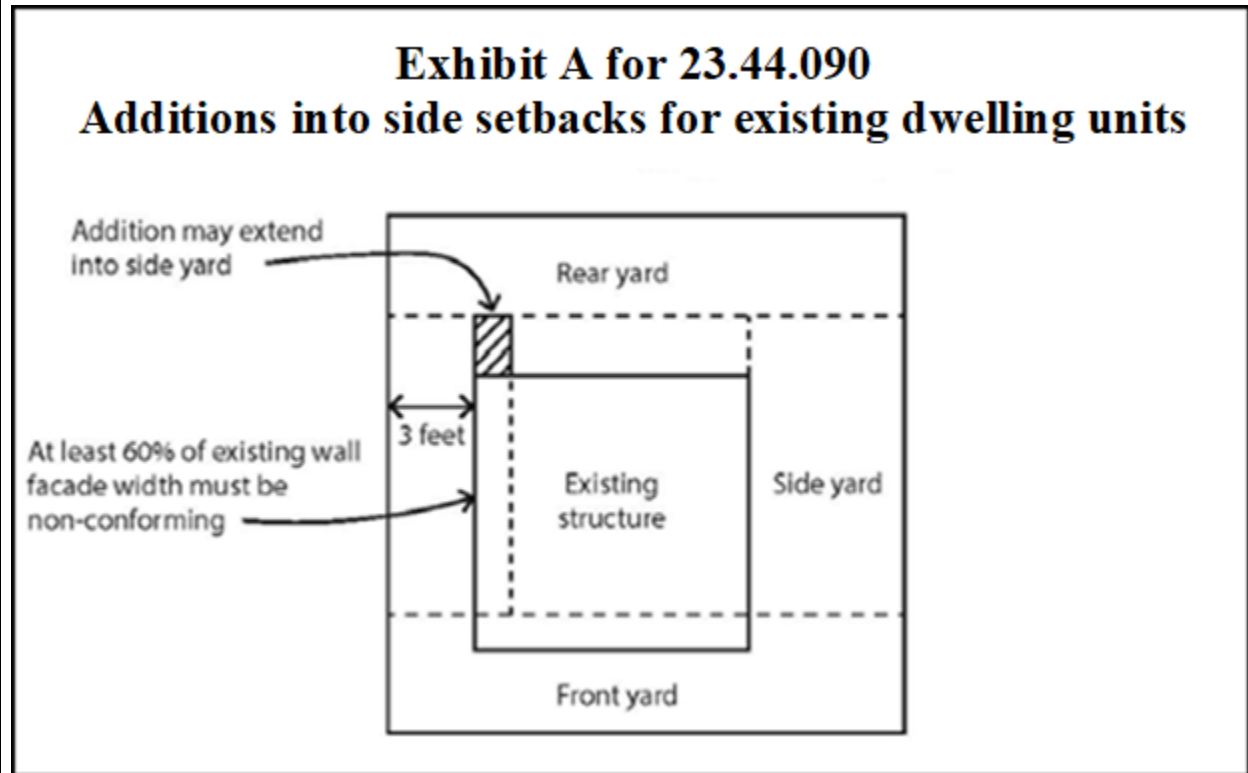 Exhibit A for 23.44.090
Additions into side setbacks for existing dwelling units
Addition may extend
into side yard
Rear yard
3 feet
At least 60% of existing wall
facade width must be
non-conforming
Existing
structure
Side yard
Front yard